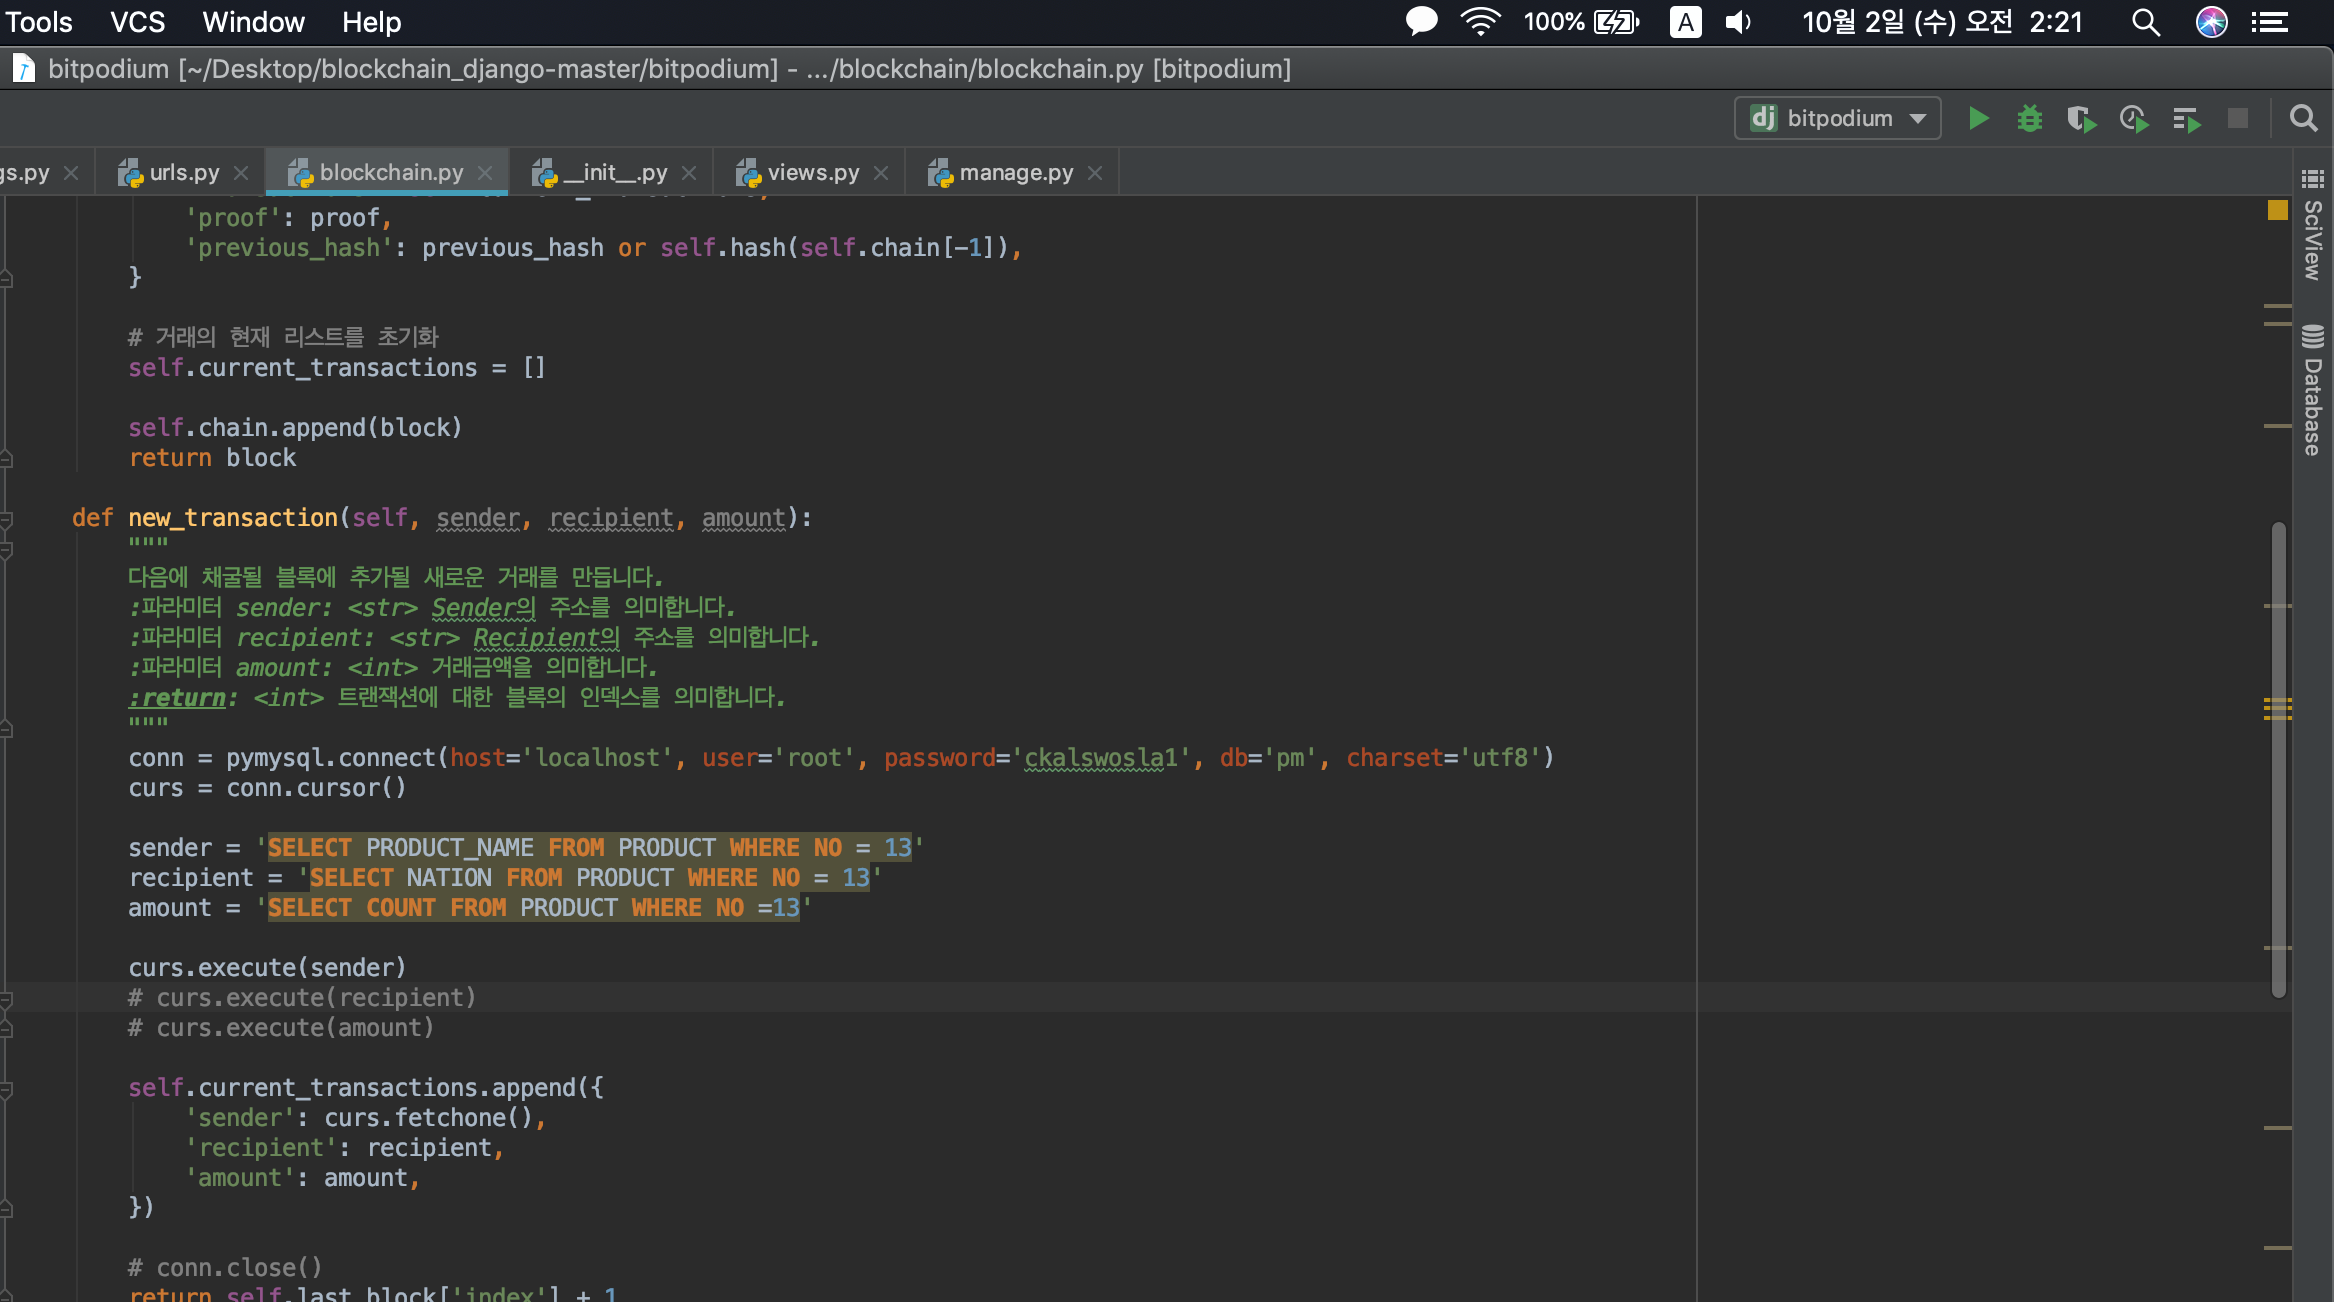 Tools VCS Window Help 100% A 10월 2일 (수) 오전 2:21
bitpodium [~/Desktop/blockchain_django-master/bitpodium] - .../blockchain/blockchain.py [bitpodium]
dj bitpodium
gs.py urls.py blockchain.py __init__.py views.py manage.py
SciView
Database
'proof': proof,
'previous_hash': previous_hash or self.hash(self.chain[-1]),
}
# 거래의 현재 리스트를 초기화
self.current_transactions = []
self.chain.append(block)
return block
def new_transaction(self, sender, recipient, amount):
"""
다음에 채굴될 블록에 추가될 새로운 거래를 만듭니다.
:파라미터 sender: <str> Sender의 주소를 의미합니다.
:파라미터 recipient: <str> Recipient의 주소를 의미합니다.
:파라미터 amount: <int> 거래금액을 의미합니다.
:return: <int> 트랜잭션에 대한 블록의 인덱스를 의미합니다.
"""
conn = pymysql.connect(host='localhost', user='root', password='ckalswosla1', db='pm', charset='utf8')
curs = conn.cursor()
sender = 'SELECT PRODUCT_NAME FROM PRODUCT WHERE NO = 13'
recipient = 'SELECT NATION FROM PRODUCT WHERE NO = 13'
amount = 'SELECT COUNT FROM PRODUCT WHERE NO =13'
curs.execute(sender)
# curs.execute(recipient)
# curs.execute(amount)
self.current_transactions.append({
'sender': curs.fetchone(),
'recipient': recipient,
'amount': amount,
})
# conn.close()
return self.last_block['index'] + 1